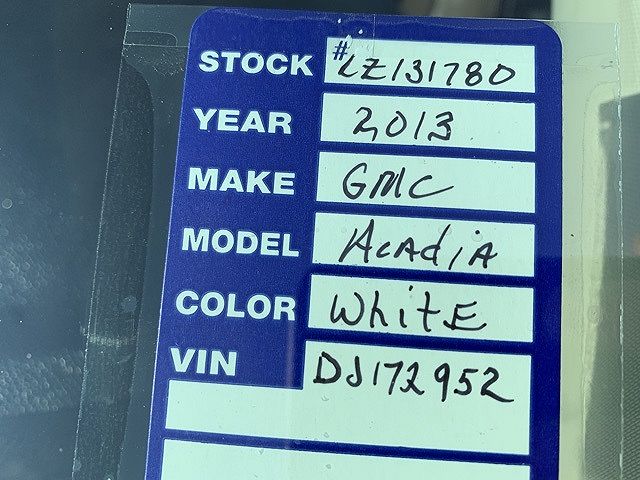 STOCK # LZ131780
YEAR 2013
MAKE GMC
MODEL Acadia
COLOR White
VIN DJ172952